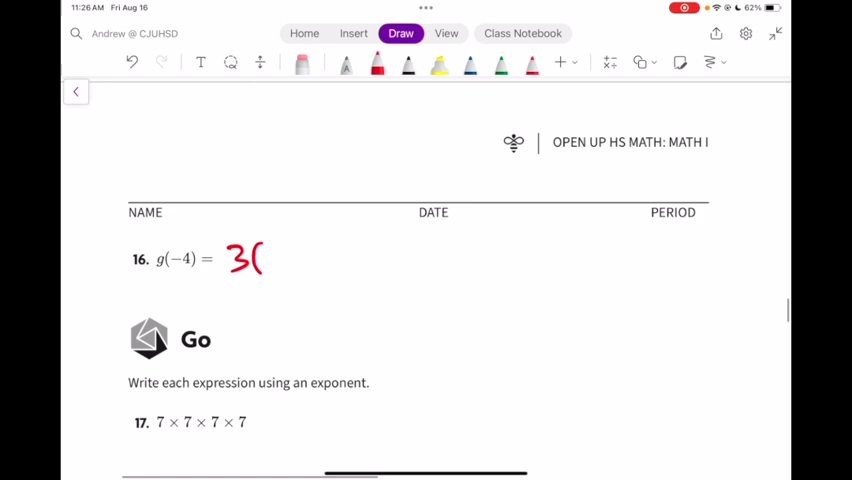 11:26 AM Fri Aug 16
62%
Andrew @ CJUHSD Home Insert Draw View Class Notebook
OPEN UP HS MATH: MATH I
NAME DATE PERIOD
16. g(−4) = 3(
Go
Write each expression using an exponent.
17. 7 × 7 × 7 × 7